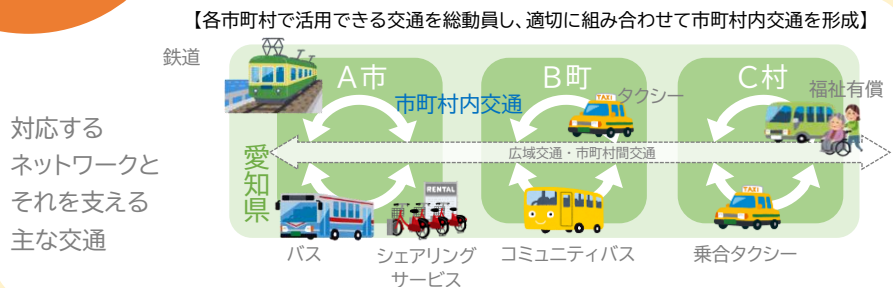 【各市町村で活用できる交通を総動員し、適切に組み合わせて市町村内交通を形成】
鉄道
A市
B町
C村
市町村内交通
タクシー
福祉有償
対応する
ネットワークと
それを支える
主な交通
愛知県
広域交通・市町村間交通
TAXI
RENTAL
TAXI
バス
シェアリング
サービス
コミュニティバス
乗合タクシー